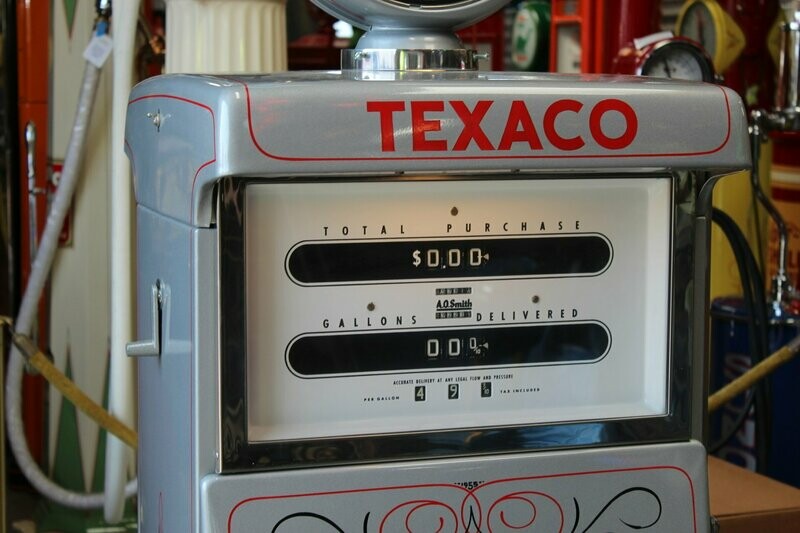 TEXACO
TOTAL PURCHASE
$0.00
A.O.Smith
GALLONS DELIVERED
00
ACCURATE DELIVERY AT ANY LEGAL FLOW AND PRESSURE
PER GALLON 4 9 TAX INCLUDED